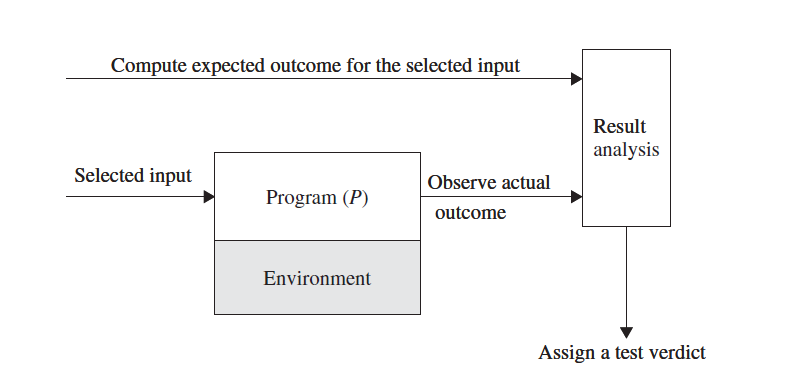 Compute expected outcome for the selected input
Result
analysis
Selected input
Program (P)
Observe actual
outcome
Environment
Assign a test verdict